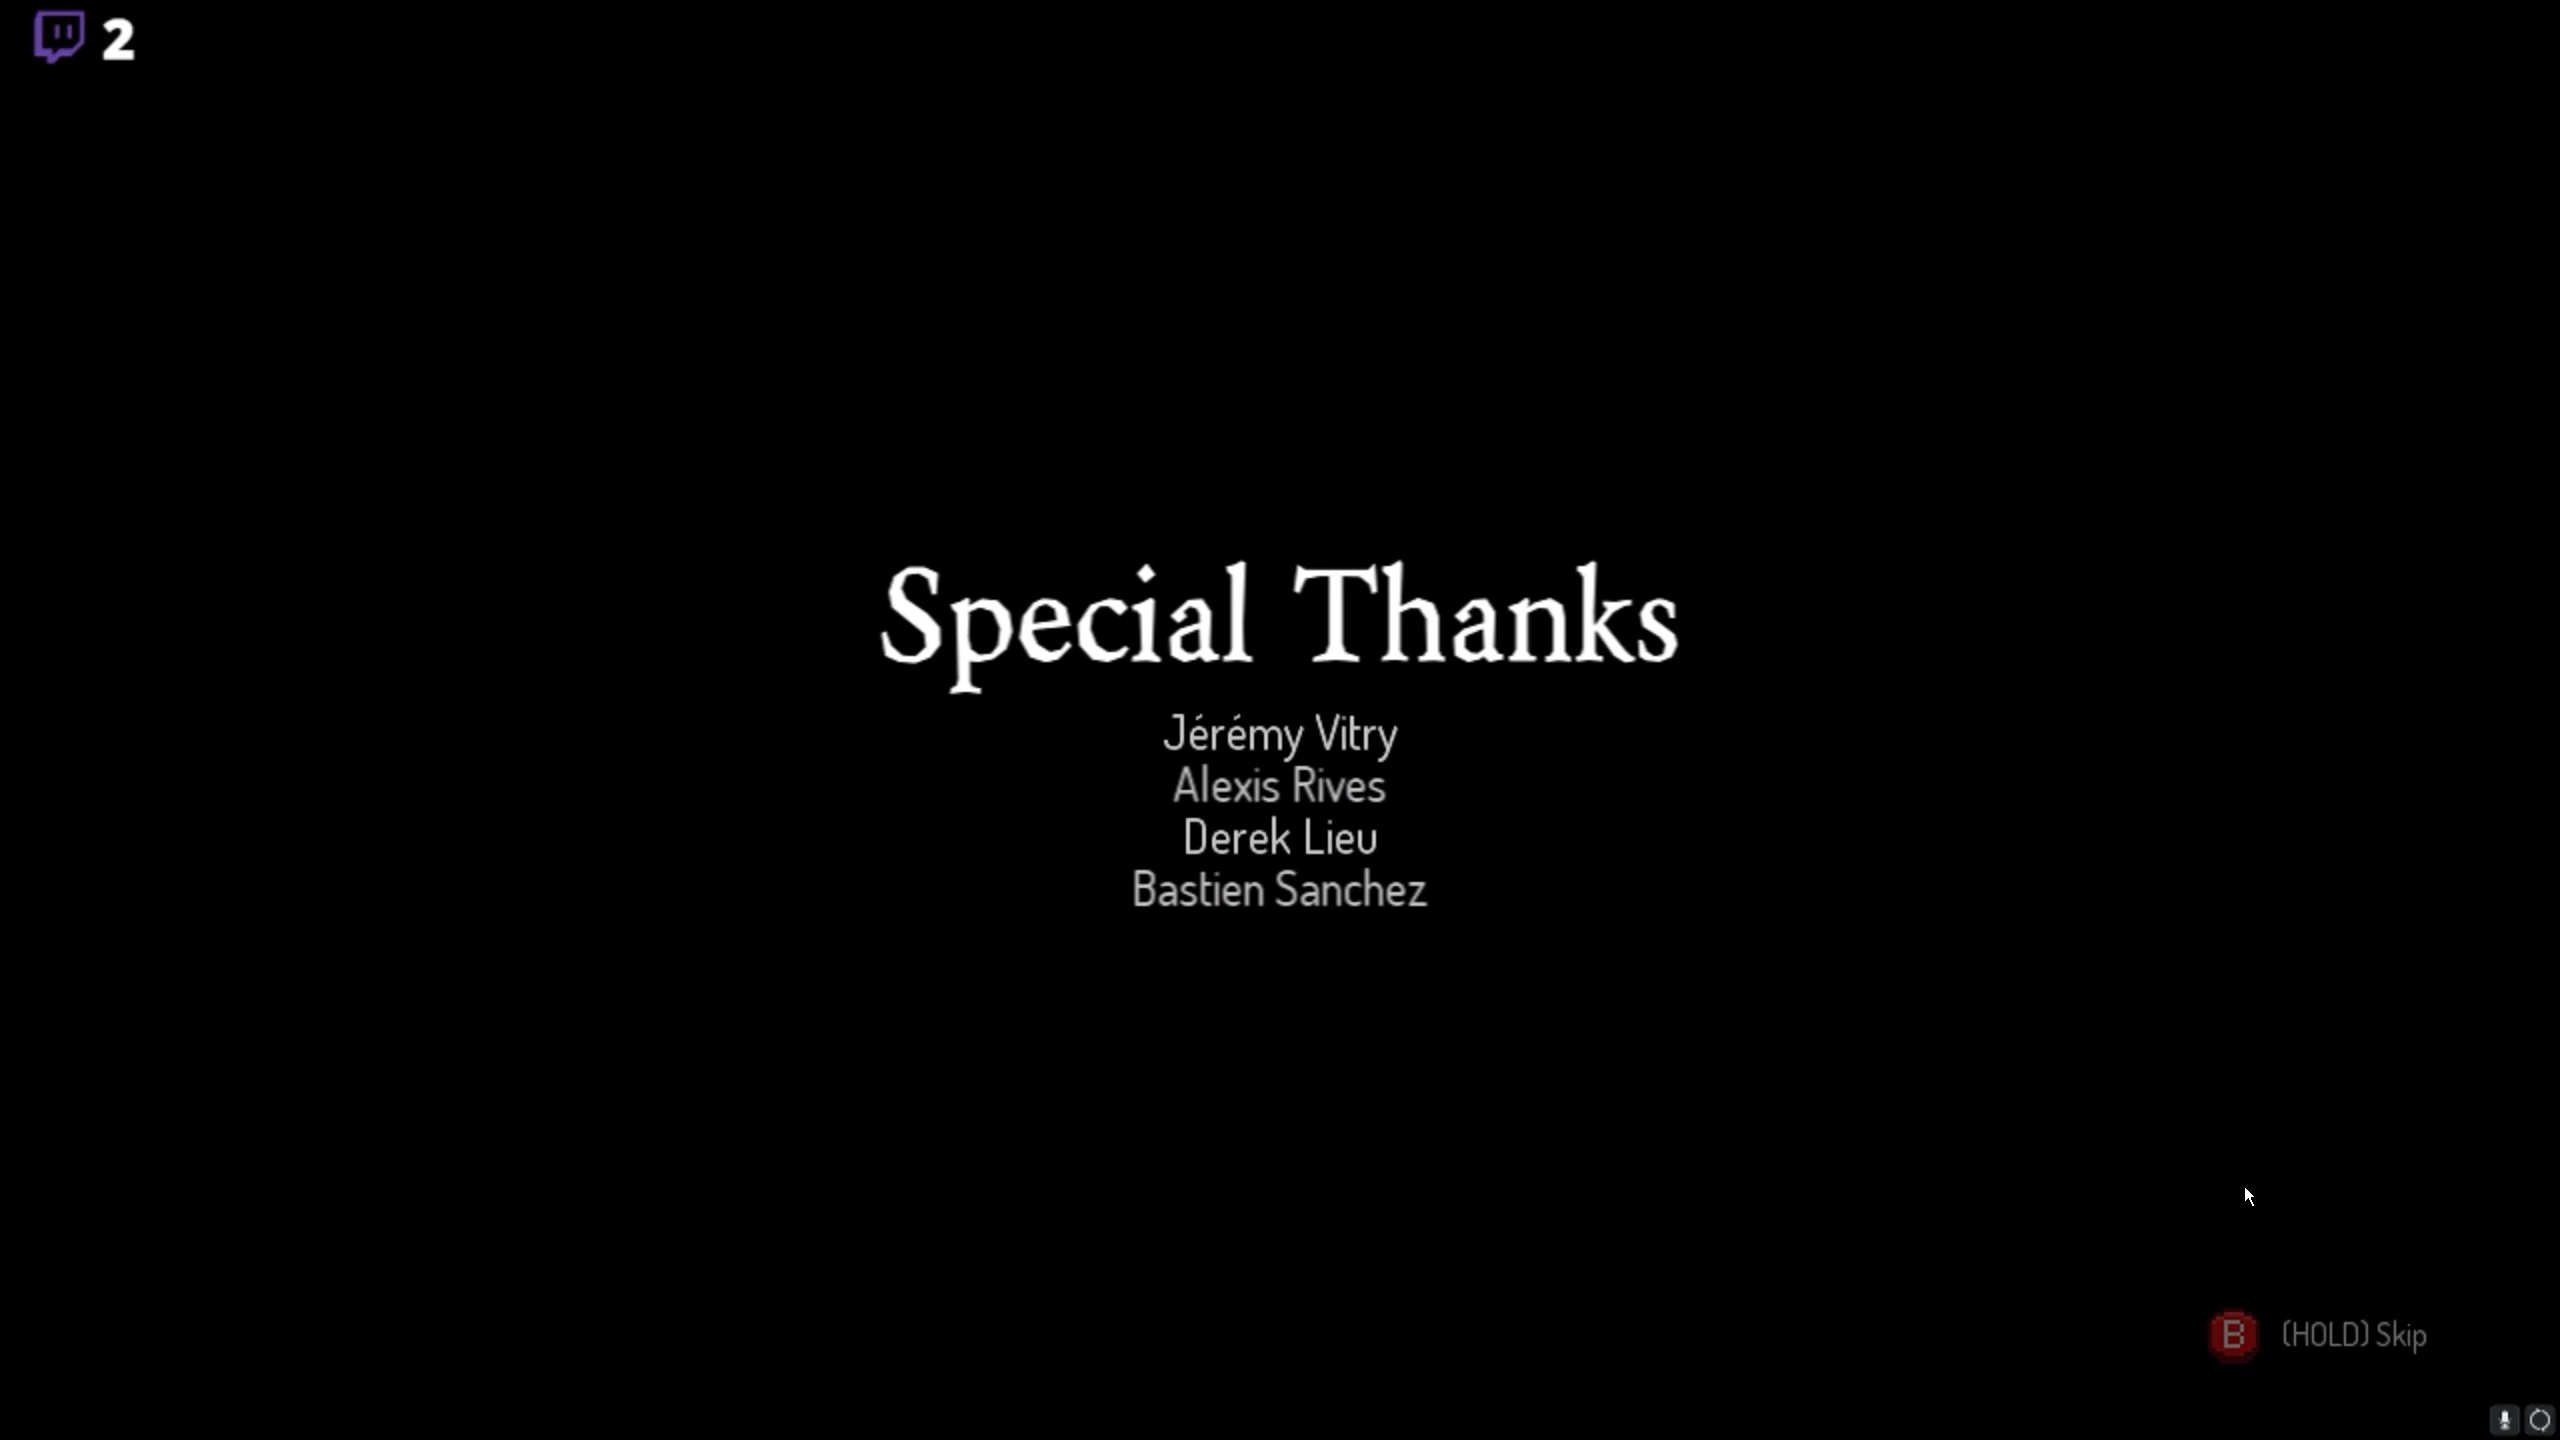 2
Special Thanks
Jérémy Vitry
Alexis Rives
Derek Lieu
Bastien Sanchez
B (HOLD) Skip